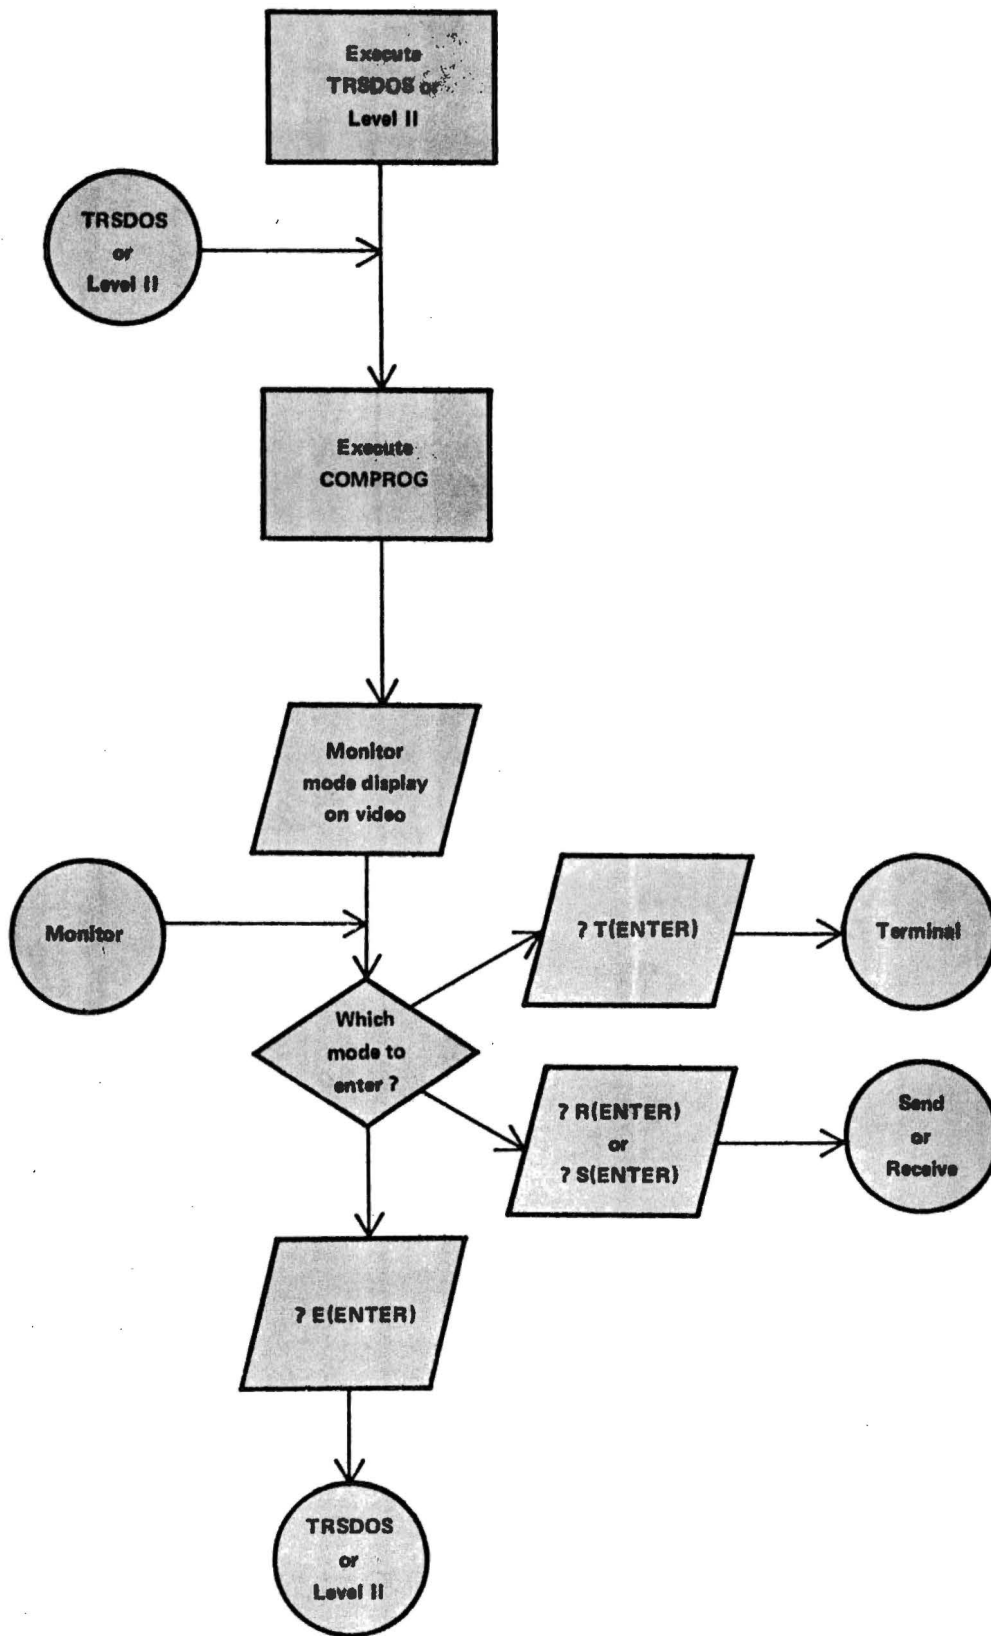 Execute
TRSDOS or
Level II
TRSDOS
or
Level II
Execute
COMPROG
Monitor
mode display
on video
Monitor
? T(ENTER)
Terminal
Which
mode to
enter ?
? R(ENTER)
or
? S(ENTER)
Send
or
Receive
? E(ENTER)
TRSDOS
or
Level II